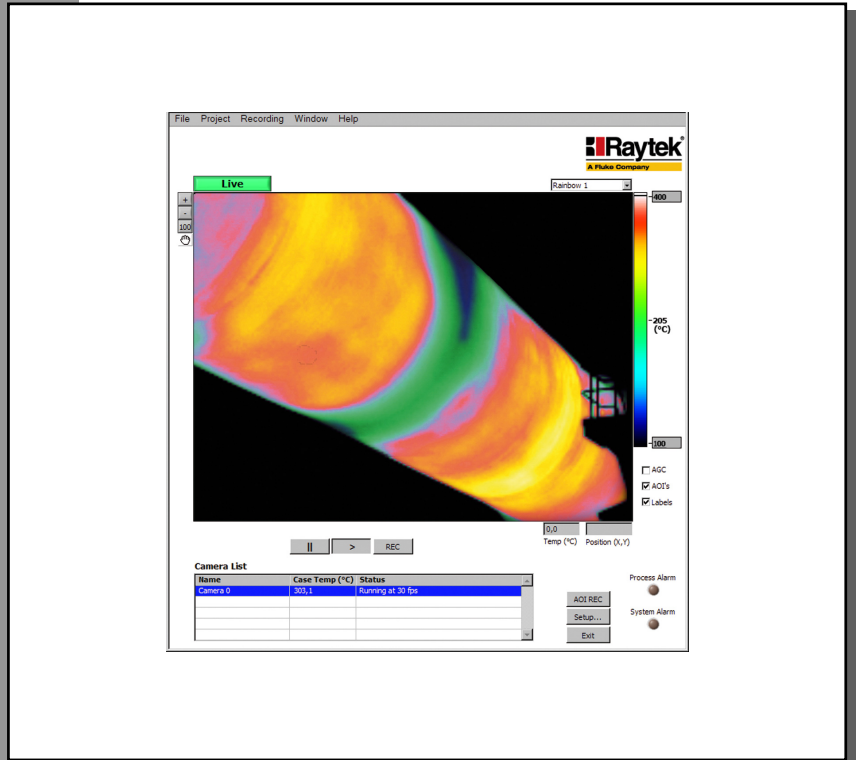 File Project Recording Window Help
Raytek
A Fluke Company
Live
Rainbow 1
+
-
100
400
205
(°C)
100
AGC
AOI's
Labels
0,0
Temp (°C) Position (X,Y)
|| > REC
Camera List
Name Case Temp (°C) Status
Camera 0 303,1 Running at 30 fps
Process Alarm
AOI REC
System Alarm
Setup...
Exit